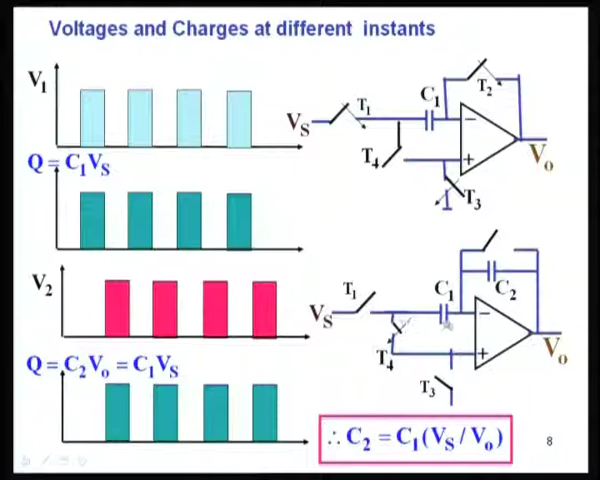 Voltages and Charges at different instants
V1
Q = C1VS
V2
Q = C2Vo = C1VS
VS
T1
C1
T2
T4
T3
Vo
VS
T1
C1
C2
T4
T3
Vo
∴ C2 = C1(VS / Vo)
8